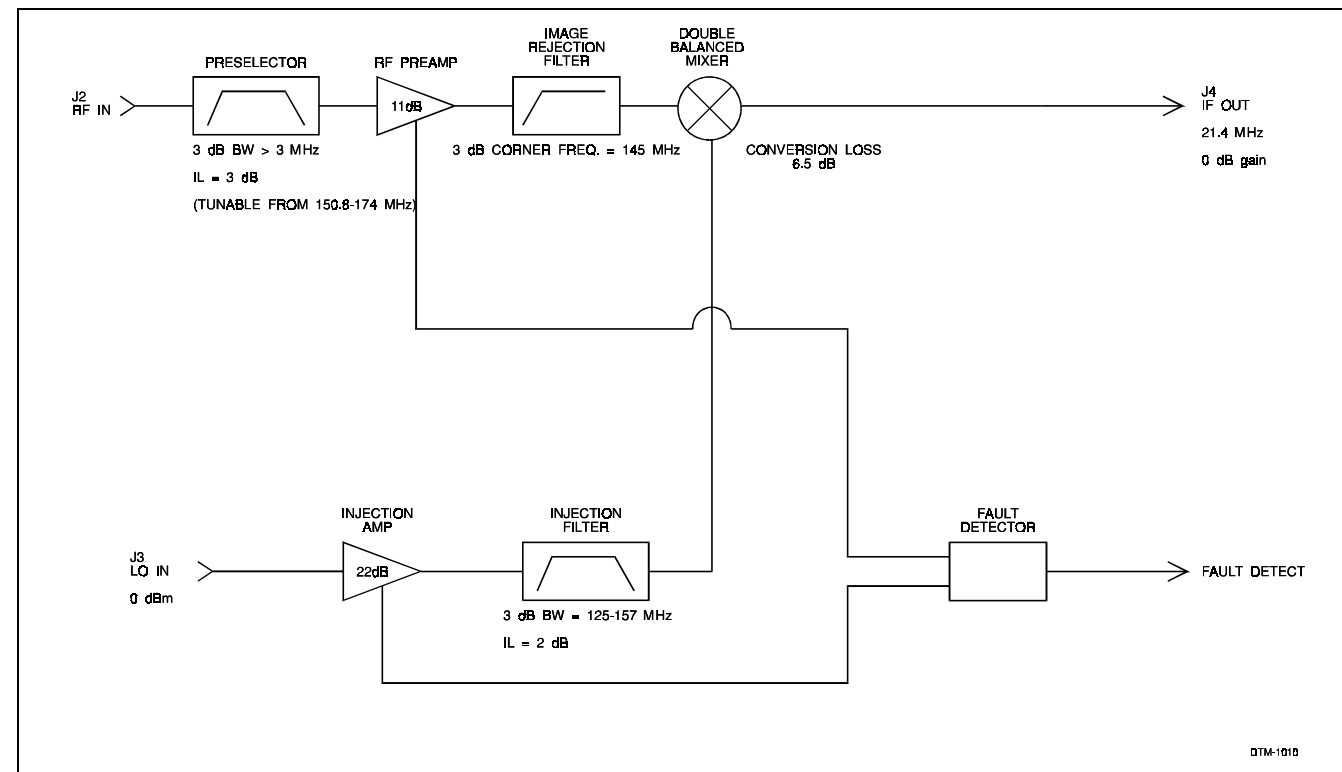 IMAGE
REJECTION
FILTER
DOUBLE
BALANCED
MIXER
PRESELECTOR
RF PREAMP
J2
RF IN
11dB
J4
IF OUT
21.4 MHz
0 dB gain
3 dB BW > 3 MHz
IL = 3 dB
(TUNABLE FROM 150.8-174 MHz)
3 dB CORNER FREQ. = 145 MHz
CONVERSION LOSS
6.5 dB
INJECTION
AMP
INJECTION
FILTER
FAULT
DETECTOR
J3
LO IN
0 dBm
22dB
FAULT DETECT
3 dB BW = 125-157 MHz
IL = 2 dB
DTM-1010